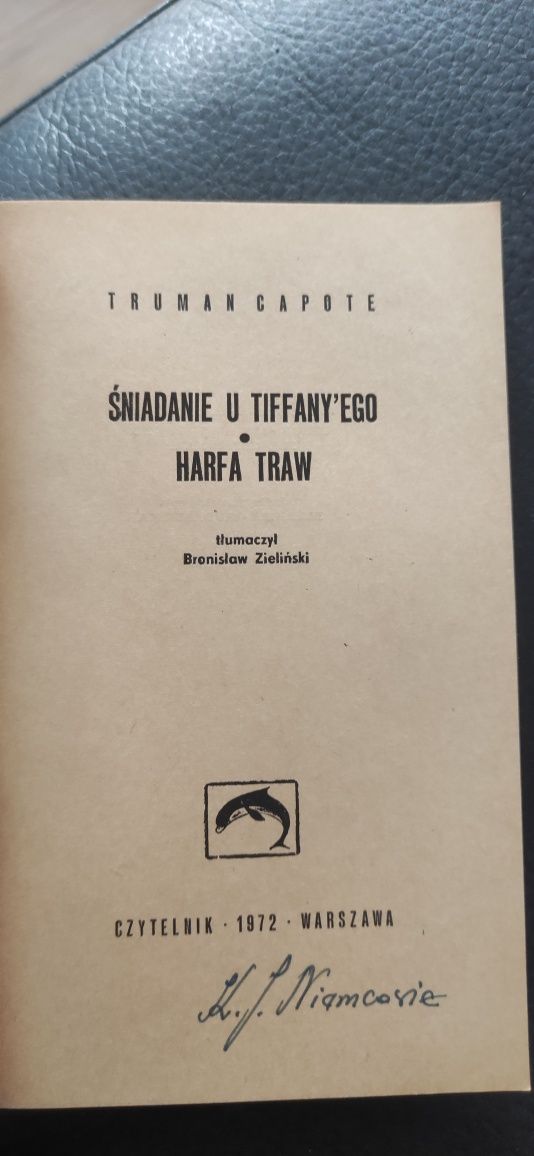 TRUMAN CAPOTE
ŚNIADANIE U TIFFANY'EGO
•
HARFA TRAW
tłumaczył
Bronisław Zieliński
CZYTELNIK · 1972 · WARSZAWA
K. J.